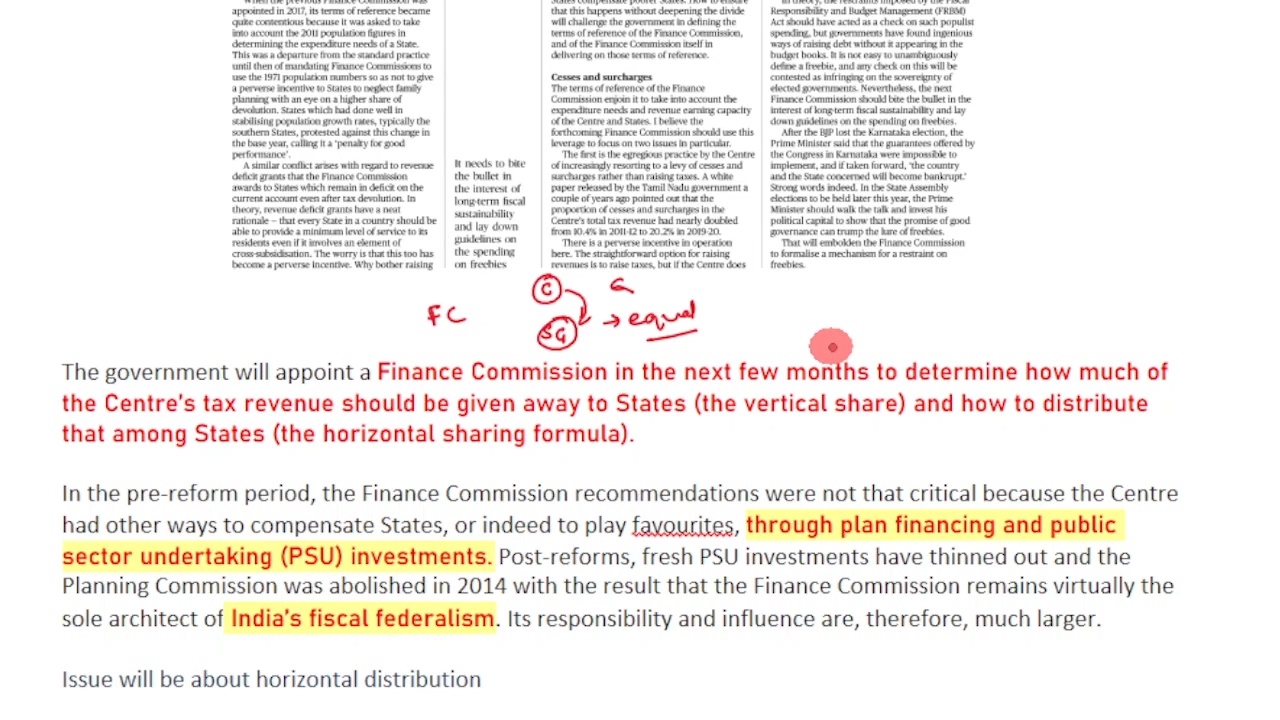 When the previous Finance Commission was
appointed in 2017, its terms of reference became
quite contentious because it was asked to take
into account the 2011 population figures in
determining the expenditure needs of a State.
This was a departure from the standard practice
until then of mandating Finance Commissions to
use the 1971 population numbers so as not to give
a perverse incentive to States to neglect family
planning with an eye on a higher share of
devolution. States which had done well in
stabilising population growth rates, typically the
southern States, protested against this change in
the base year, calling it a ‘penalty for good
performance’.
A similar conflict arises with regard to revenue
deficit grants that the Finance Commission
awards to States which remain in deficit on the
current account even after tax devolution. In
theory, revenue deficit grants have a neat
rationale – that every State in a country should be
able to provide a minimum level of service to its
residents even if it involves an element of
cross-subsidisation. The worry is that this too has
become a perverse incentive. Why bother raising
It needs to bite
the bullet in
the interest of
long-term fiscal
sustainability
and lay down
guidelines on
the spending
on freebies
States compensate poorer States. How to ensure
that this happens without deepening the divide
will challenge the government in defining the
terms of reference of the Finance Commission,
and of the Finance Commission itself in
delivering on those terms of reference.
Cesses and surcharges
The terms of reference of the Finance
Commission enjoin it to take into account the
expenditure needs and revenue earning capacity
of the Centre and States. I believe the
forthcoming Finance Commission should use this
leverage to focus on two issues in particular.
The first is the egregious practice by the Centre
of increasingly resorting to a levy of cesses and
surcharges rather than raising taxes. A white
paper released by the Tamil Nadu government a
couple of years ago pointed out that the
proportion of cesses and surcharges in the
Centre’s total tax revenue had nearly doubled
from 10.4% in 2011-12 to 20.2% in 2019-20.
There is a perverse incentive in operation
here. The straightforward option for raising
revenues is to raise taxes, but if the Centre does
In theory, the restraints imposed by the Fiscal
Responsibility and Budget Management (FRBM)
Act should have acted as a check on such populist
spending, but governments have found ingenious
ways of raising debt without it appearing in the
budget books. It is not easy to unambiguously
define a freebie, and any check on this will be
contested as infringing on the sovereignty of
elected governments. Nevertheless, the next
Finance Commission should bite the bullet in the
interest of long-term fiscal sustainability and lay
down guidelines on the spending on freebies.
After the BJP lost the Karnataka election, the
Prime Minister said that the guarantees offered by
the Congress in Karnataka were impossible to
implement, and if taken forward, ‘the country
and the State concerned will become bankrupt.’
Strong words indeed. In the State Assembly
elections to be held later this year, the Prime
Minister should walk the talk and invest his
political capital to show that the promise of good
governance can trump the lure of freebies.
That will embolden the Finance Commission
to formalise a mechanism for a restraint on
freebies.
FC
C
SG → equal
The government will appoint a Finance Commission in the next few months to determine how much of
the Centre's tax revenue should be given away to States (the vertical share) and how to distribute
that among States (the horizontal sharing formula).
In the pre-reform period, the Finance Commission recommendations were not that critical because the Centre
had other ways to compensate States, or indeed to play favourites, through plan financing and public
sector undertaking (PSU) investments. Post-reforms, fresh PSU investments have thinned out and the
Planning Commission was abolished in 2014 with the result that the Finance Commission remains virtually the
sole architect of India's fiscal federalism. Its responsibility and influence are, therefore, much larger.
Issue will be about horizontal distribution